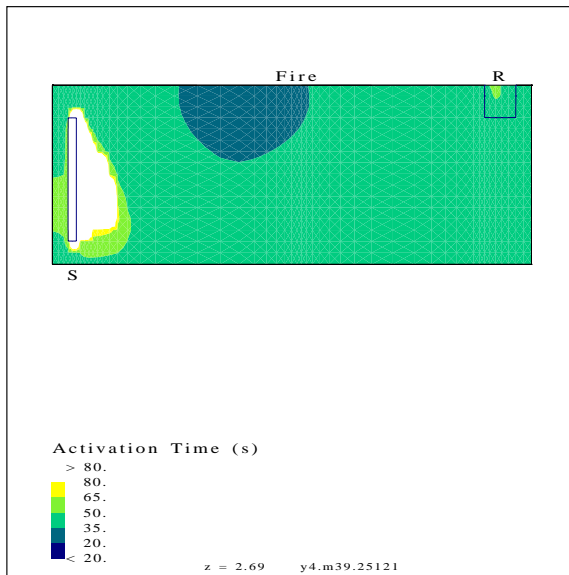 Fire R
S
Activation Time (s)
> 80.
80.
65.
50.
35.
20.
< 20.
z = 2.69 y4.m39.25121